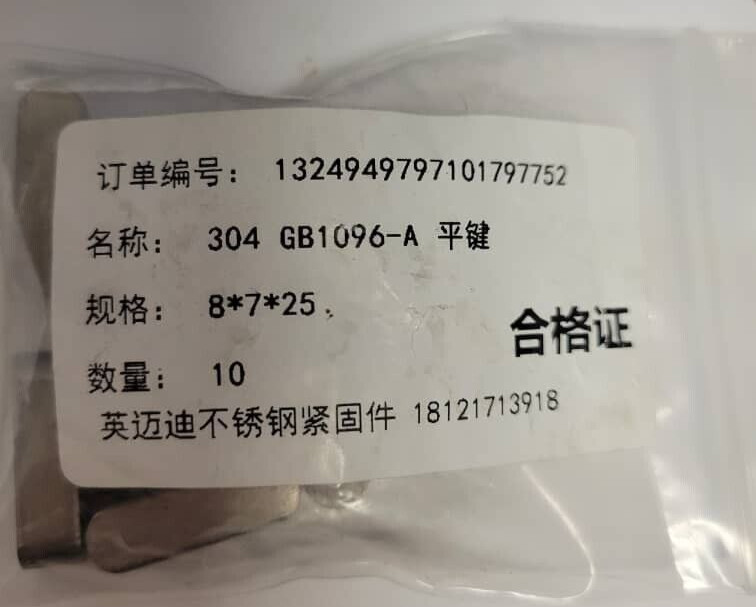 订单编号: 1324949797101797752
名称: 304 GB1096-A 平键
规格: 8*7*25
合格证
数量: 10
英迈迪不锈钢紧固件 18121713918